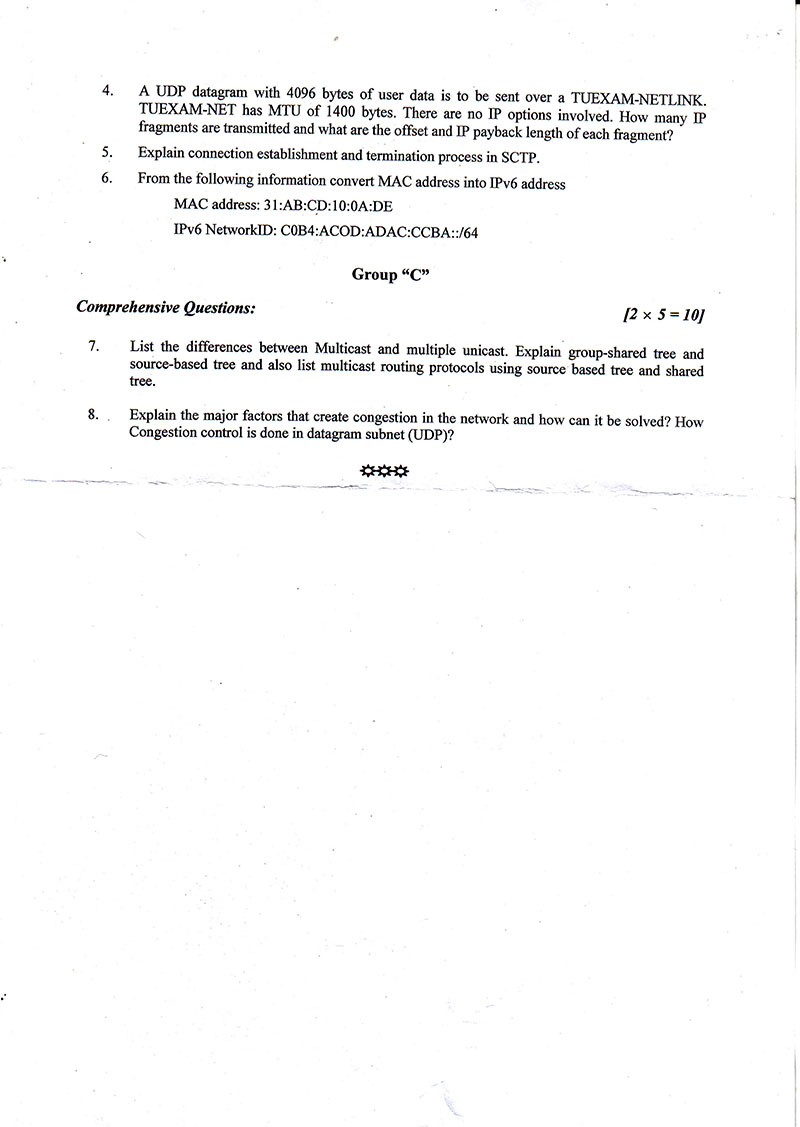 4. A UDP datagram with 4096 bytes of user data is to be sent over a TUEXAM-NETLINK.
TUEXAM-NET has MTU of 1400 bytes. There are no IP options involved. How many IP
fragments are transmitted and what are the offset and IP payback length of each fragment?
5. Explain connection establishment and termination process in SCTP.
6. From the following information convert MAC address into IPv6 address
MAC address: 31:AB:CD:10:0A:DE
IPv6 NetworkID: C0B4:ACOD:ADAC:CCBA::/64
Group “C”
Comprehensive Questions: [2 × 5 = 10]
7. List the differences between Multicast and multiple unicast. Explain group-shared tree and
source-based tree and also list multicast routing protocols using source based tree and shared
tree.
8. Explain the major factors that create congestion in the network and how can it be solved? How
Congestion control is done in datagram subnet (UDP)?